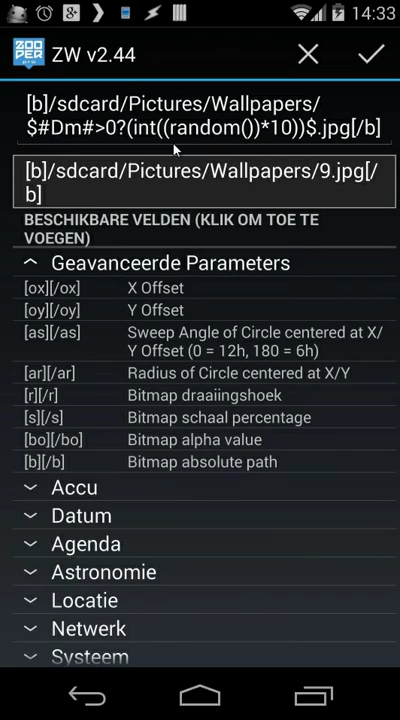 14:33
ZOO
PER
pro
ZW v2.44
[b]/sdcard/Pictures/Wallpapers/
$#Dm#>0?(int((random())*10))$.jpg[/b]
[b]/sdcard/Pictures/Wallpapers/9.jpg[/
b]
BESCHIKBARE VELDEN (KLIK OM TOE TE
VOEGEN)
Geavanceerde Parameters
[ox][/ox] X Offset
[oy][/oy] Y Offset
[as][/as] Sweep Angle of Circle centered at X/
Y Offset (0 = 12h, 180 = 6h)
[ar][/ar] Radius of Circle centered at X/Y
[r][/r] Bitmap draaiingshoek
[s][/s] Bitmap schaal percentage
[bo][/bo] Bitmap alpha value
[b][/b] Bitmap absolute path
Accu
Datum
Agenda
Astronomie
Locatie
Netwerk
Systeem